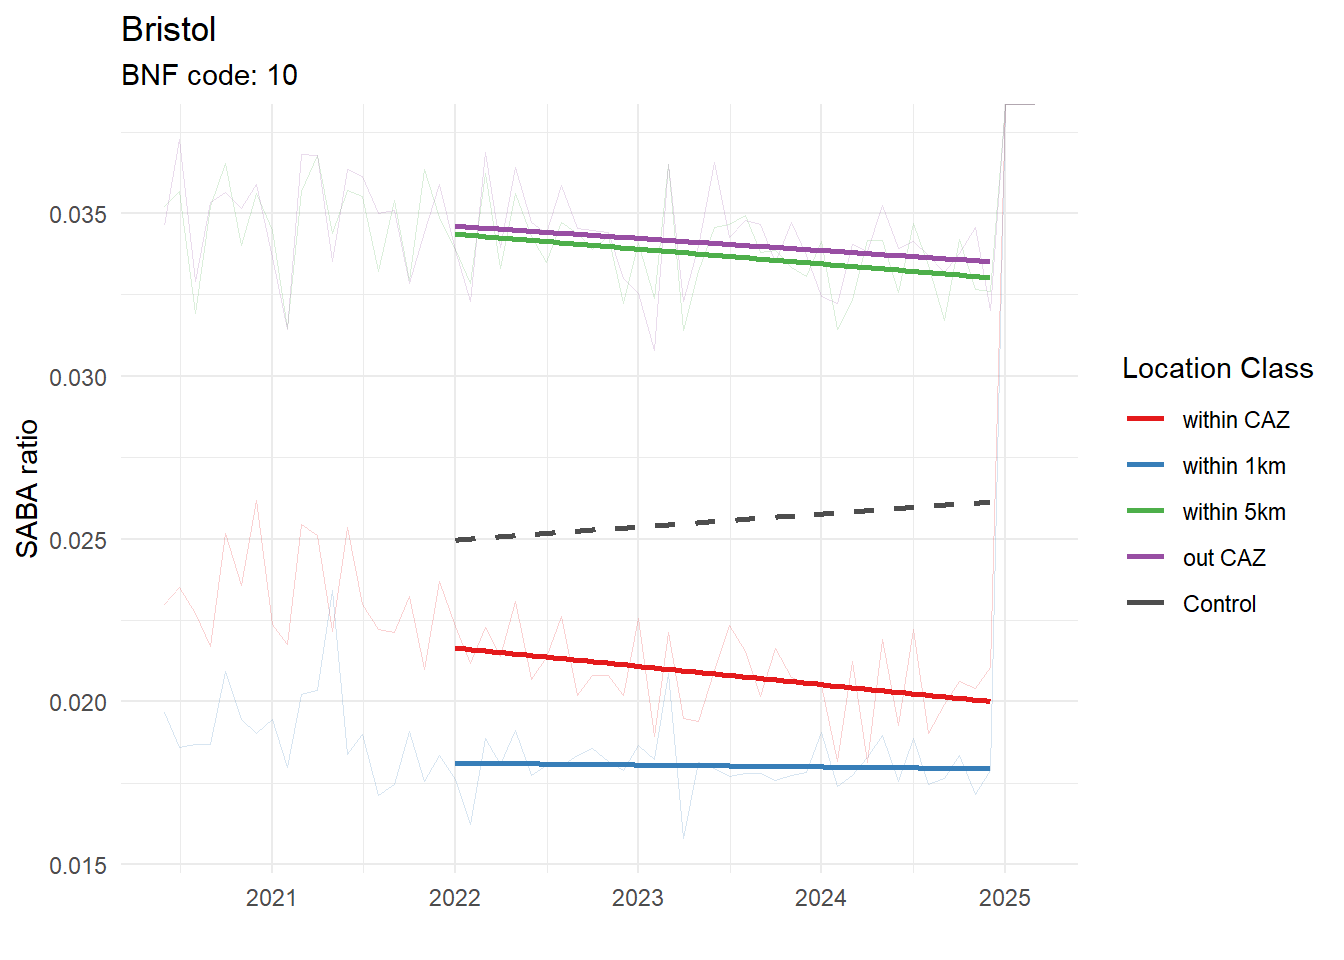 Bristol
BNF code: 10
SABA ratio
0.035
0.030
0.025
0.020
0.015
2021
2022
2023
2024
2025
Location Class
within CAZ
within 1km
within 5km
out CAZ
Control